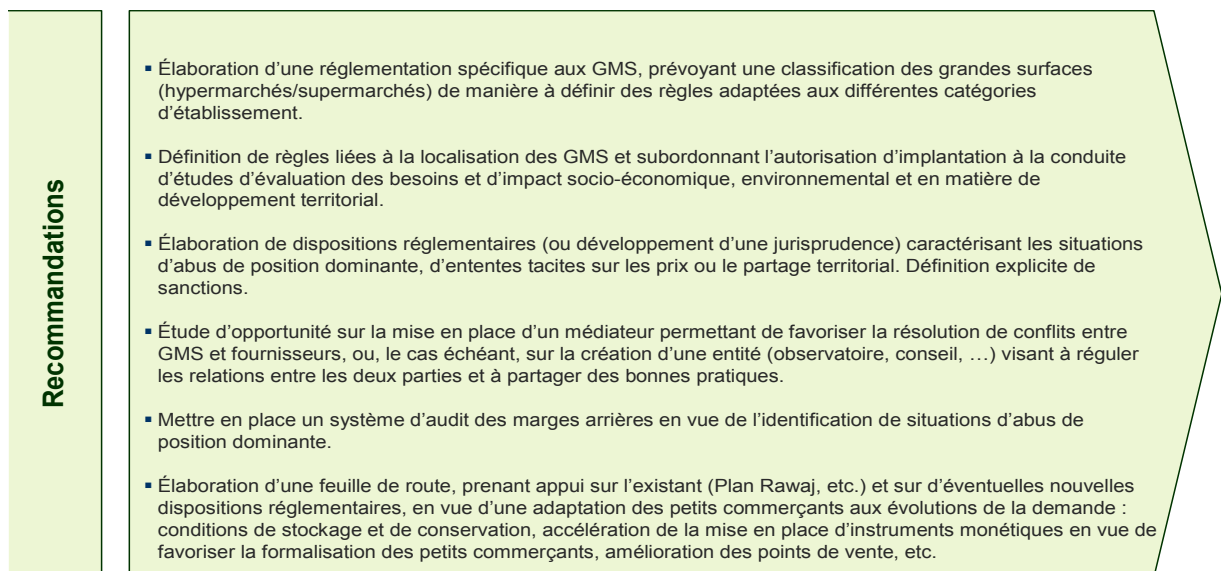 Recommandations
▪ Élaboration d’une réglementation spécifique aux GMS, prévoyant une classification des grandes surfaces
(hypermarchés/supermarchés) de manière à définir des règles adaptées aux différentes catégories
d’établissement.
▪ Définition de règles liées à la localisation des GMS et subordonnant l’autorisation d’implantation à la conduite
d’études d’évaluation des besoins et d’impact socio-économique, environnemental et en matière de
développement territorial.
▪ Élaboration de dispositions réglementaires (ou développement d’une jurisprudence) caractérisant les situations
d’abus de position dominante, d’ententes tacites sur les prix ou le partage territorial. Définition explicite de
sanctions.
▪ Étude d’opportunité sur la mise en place d’un médiateur permettant de favoriser la résolution de conflits entre
GMS et fournisseurs, ou, le cas échéant, sur la création d’une entité (observatoire, conseil, …) visant à réguler
les relations entre les deux parties et à partager des bonnes pratiques.
▪ Mettre en place un système d’audit des marges arrières en vue de l’identification de situations d’abus de
position dominante.
▪ Élaboration d’une feuille de route, prenant appui sur l’existant (Plan Rawaj, etc.) et sur d’éventuelles nouvelles
dispositions réglementaires, en vue d’une adaptation des petits commerçants aux évolutions de la demande :
conditions de stockage et de conservation, accélération de la mise en place d’instruments monétiques en vue de
favoriser la formalisation des petits commerçants, amélioration des points de vente, etc.